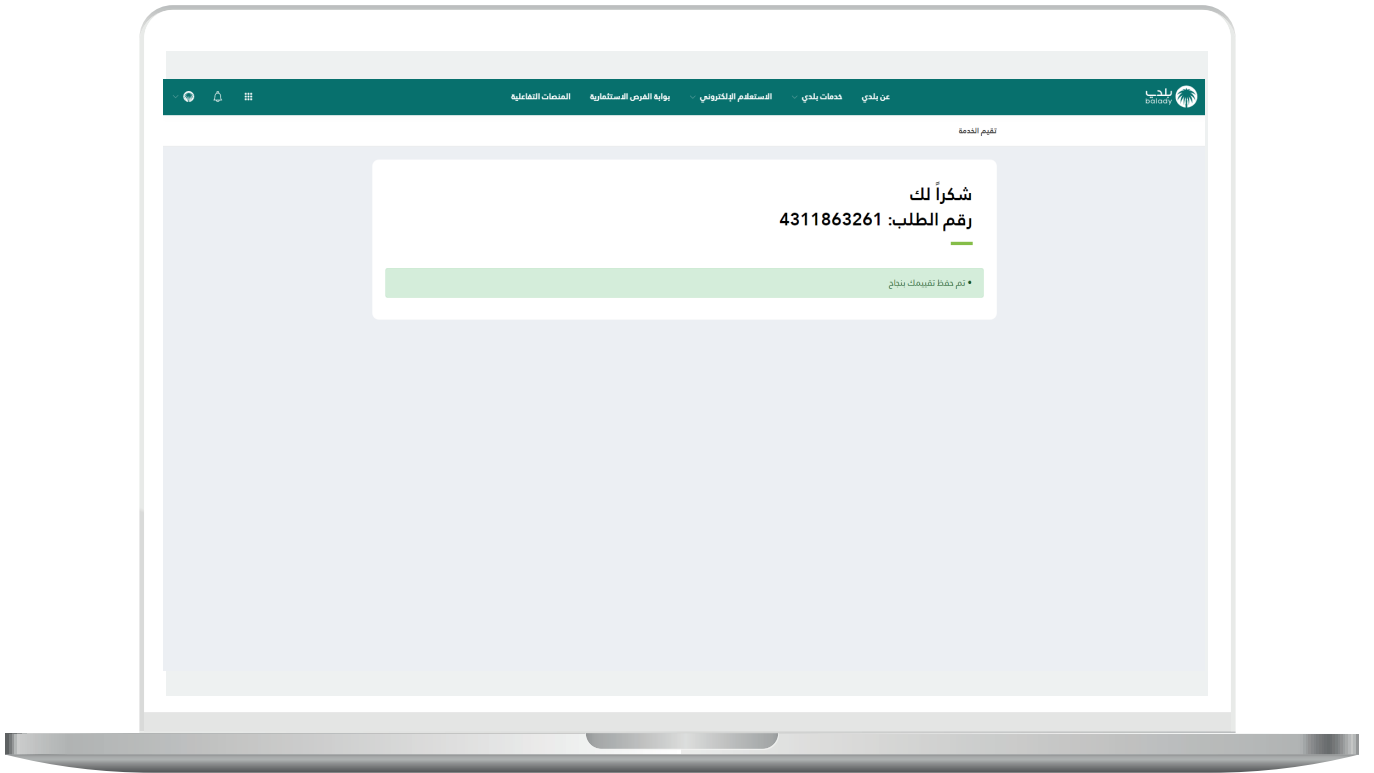 بلدي
balady
عن بلدي
خدمات بلدي
الاستعلام الإلكتروني
بوابة الفرص الاستثمارية
المنصات التفاعلية
تقيم الخدمة
شكراً لك
رقم الطلب: 4311863261
• تم حفظ تقييمك بنجاح